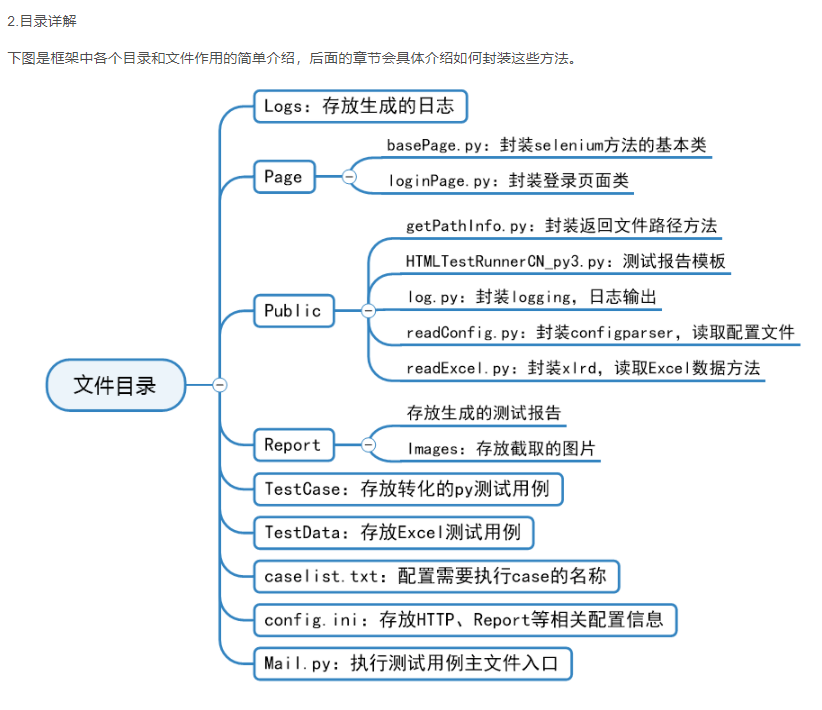 2.目录详解
下图是框架中各个目录和文件作用的简单介绍，后面的章节会具体介绍如何封装这些方法。
文件目录
Logs：存放生成的日志
Page
basePage.py：封装selenium方法的基本类
loginPage.py：封装登录页面类
Public
getPathInfo.py：封装返回文件路径方法
HTMLTestRunnerCN_py3.py：测试报告模板
log.py：封装logging，日志输出
readConfig.py：封装configparser，读取配置文件
readExcel.py：封装xlrd，读取Excel数据方法
Report
存放生成的测试报告
Images：存放截取的图片
TestCase：存放转化的py测试用例
TestData：存放Excel测试用例
caselist.txt：配置需要执行case的名称
config.ini：存放HTTP、Report等相关配置信息
Mail.py：执行测试用例主文件入口